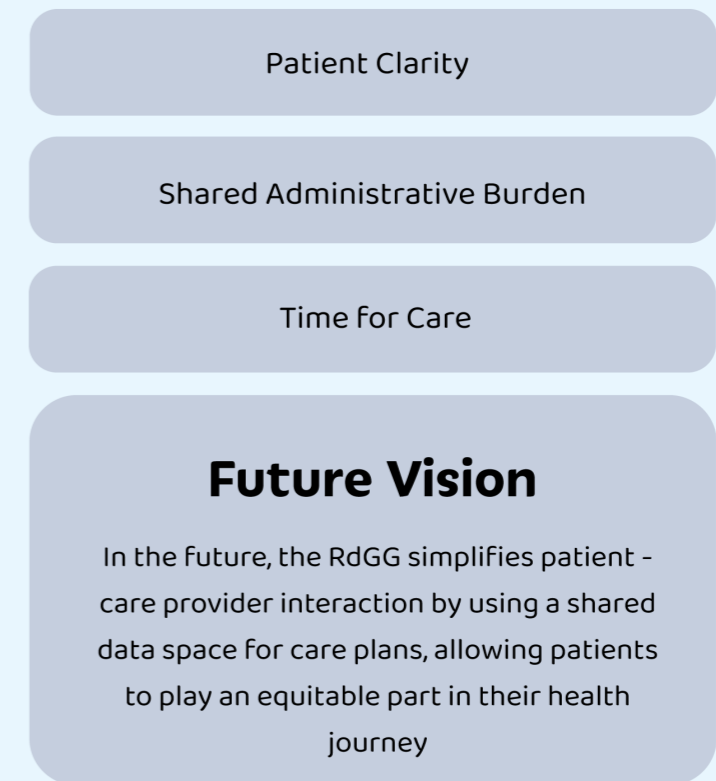 Patient Clarity
Shared Administrative Burden
Time for Care
Future Vision
In the future, the RdGG simplifies patient -
care provider interaction by using a shared
data space for care plans, allowing patients
to play an equitable part in their health
journey